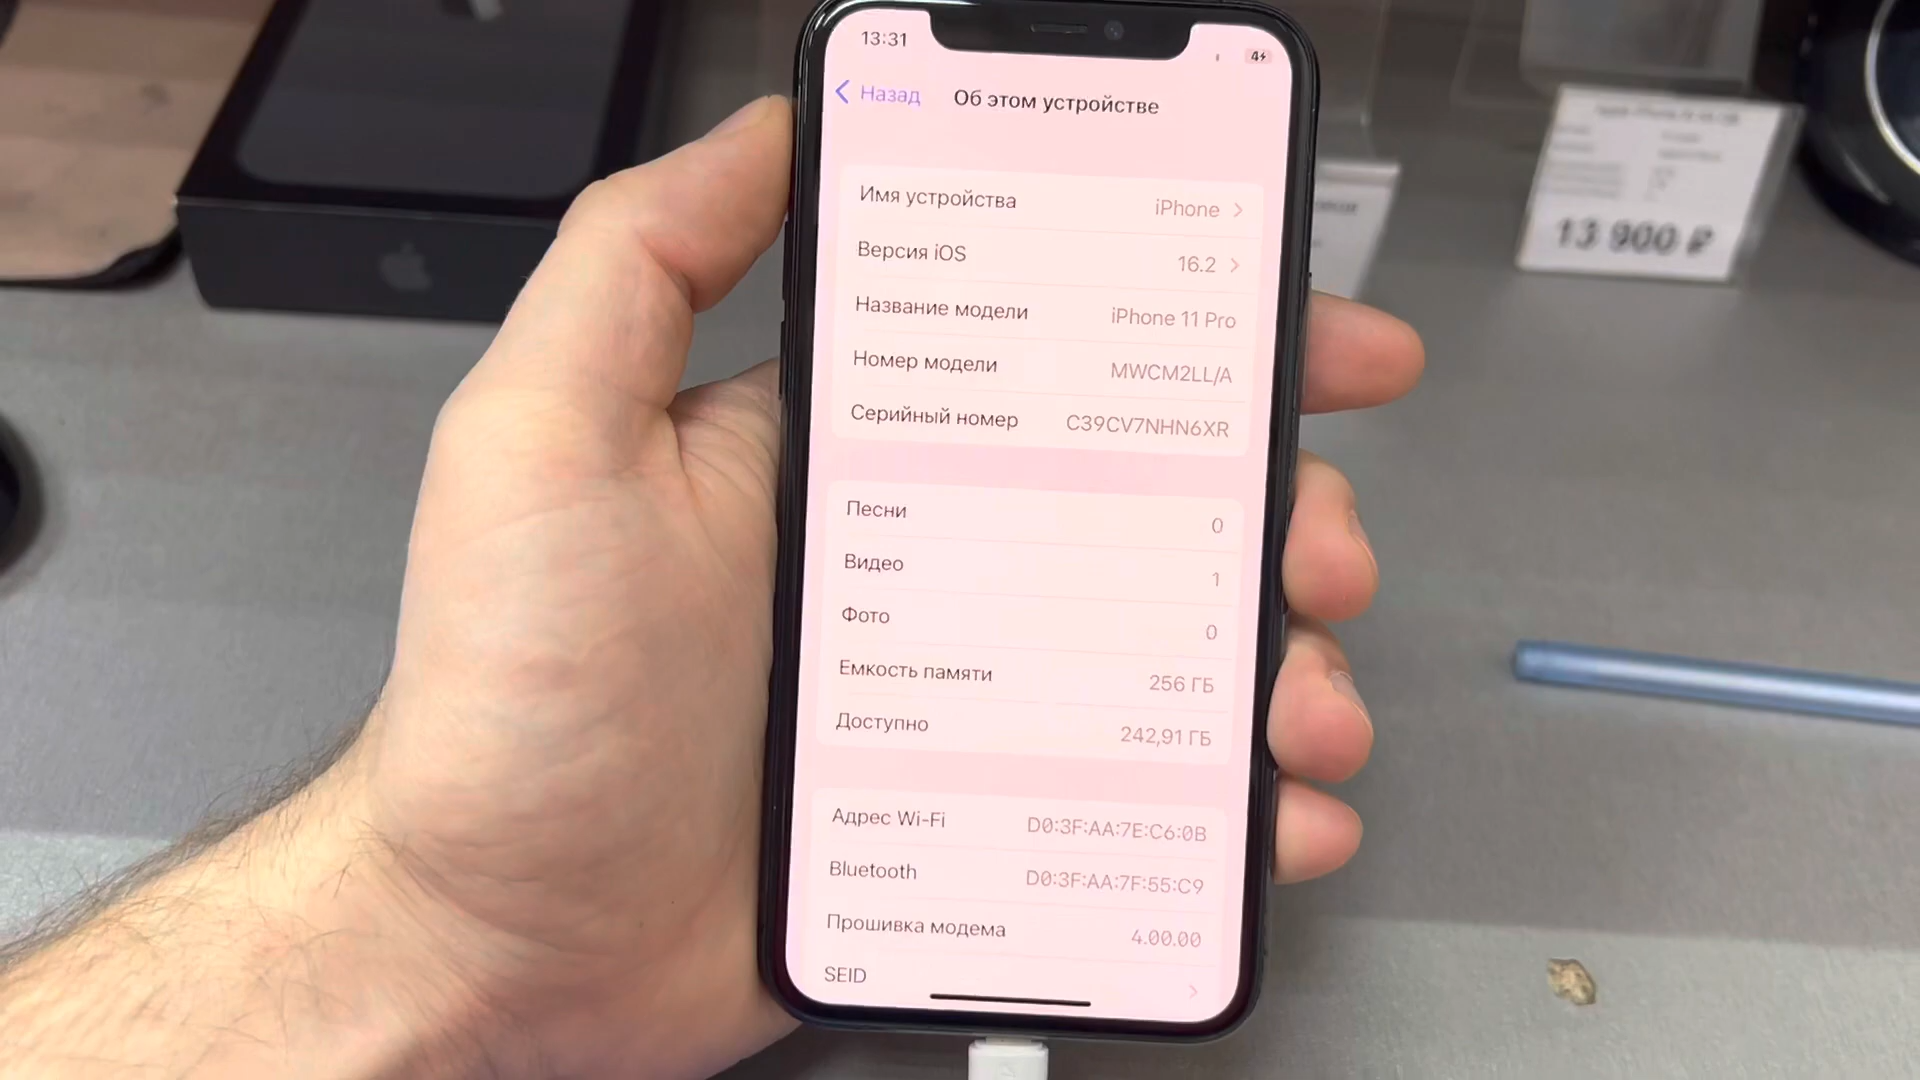 13:31
4
Назад
Об этом устройстве
Имя устройства iPhone
Версия iOS 16.2
Название модели iPhone 11 Pro
Номер модели MWCM2LL/A
Серийный номер C39CV7NHN6XR
Песни 0
Видео 1
Фото 0
Емкость памяти 256 ГБ
Доступно 242,91 ГБ
Адрес Wi-Fi D0:3F:AA:7E:C6:0B
Bluetooth D0:3F:AA:7F:55:C9
Прошивка модема 4.00.00
SEID
13 900 ₽